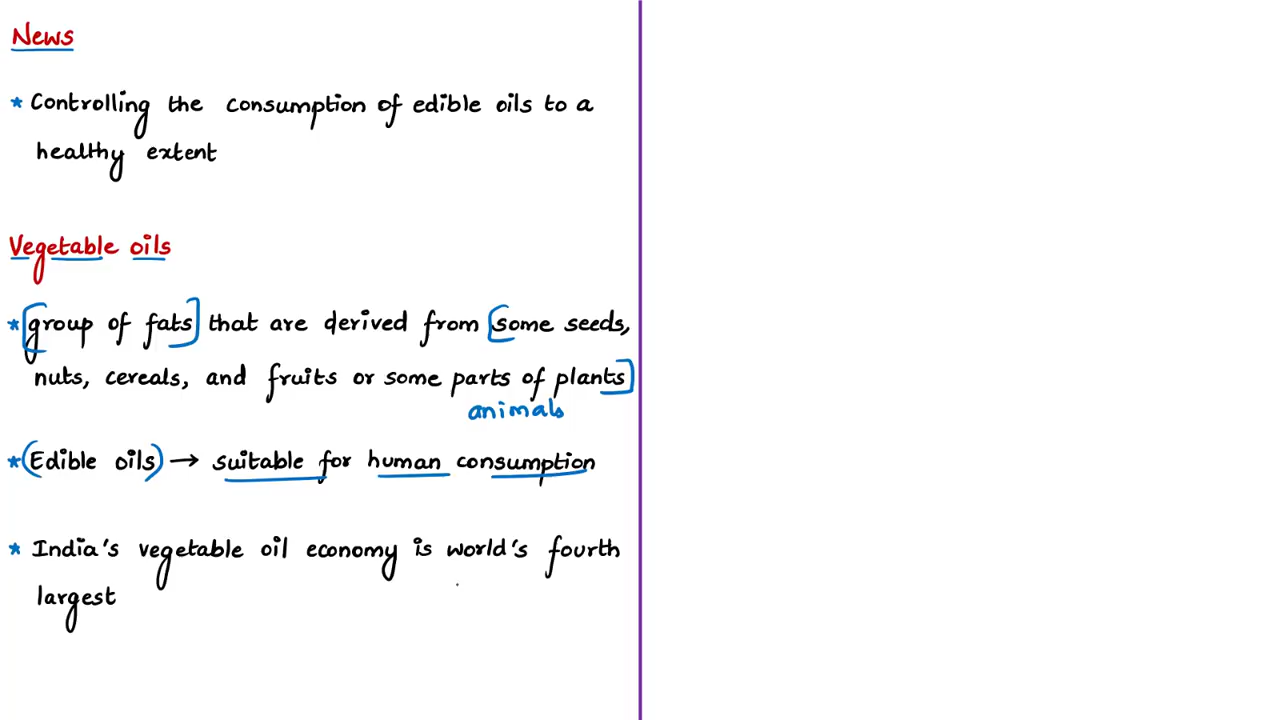 News
* Controlling the consumption of edible oils to a
healthy extent
Vegetable oils
* [group of fats] that are derived from [some seeds,
nuts, cereals, and fruits or some parts of plants]
animals
* (Edible oils) → suitable for human consumption
* India's vegetable oil economy is world's fourth
largest